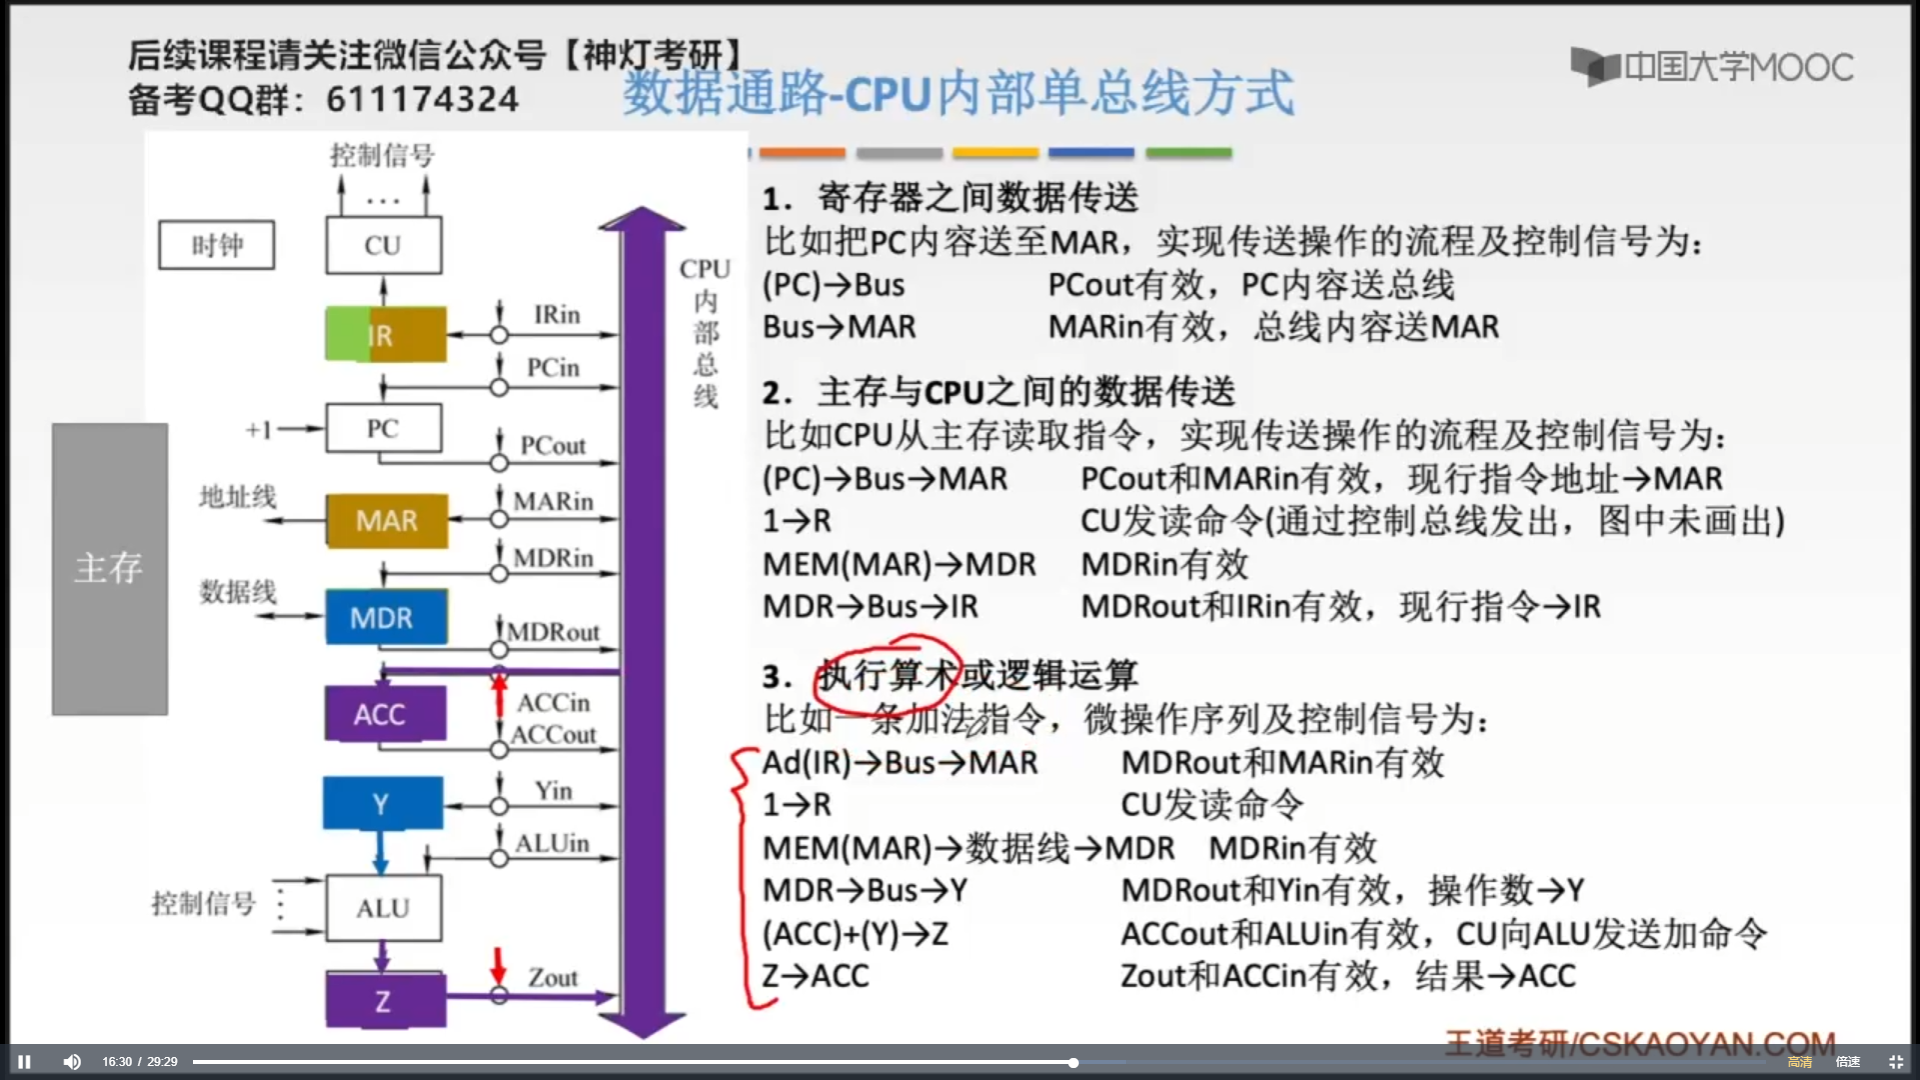 后续课程请关注微信公众号【神灯考研】
备考QQ群：611174324
数据通路-CPU内部单总线方式
中国大学MOOC
控制信号
...
时钟
CU
CPU内部总线
IR
IRin
PCin
+1
PC
PCout
地址线
MAR
MARin
主存
MDRin
数据线
MDR
MDRout
ACC
ACCin
ACCout
Y
Yin
ALUin
控制信号
ALU
Z
Zout
1. 寄存器之间数据传送
比如把PC内容送至MAR，实现传送操作的流程及控制信号为：
(PC)→Bus PCout有效，PC内容送总线
Bus→MAR MARin有效，总线内容送MAR
2. 主存与CPU之间的数据传送
比如CPU从主存读取指令，实现传送操作的流程及控制信号为：
(PC)→Bus→MAR PCout和MARin有效，现行指令地址→MAR
1→R CU发读命令(通过控制总线发出，图中未画出)
MEM(MAR)→MDR MDRin有效
MDR→Bus→IR MDRout和IRin有效，现行指令→IR
3. 执行算术或逻辑运算
比如一条加法指令，微操作序列及控制信号为：
Ad(IR)→Bus→MAR MDRout和MARin有效
1→R CU发读命令
MEM(MAR)→数据线→MDR MDRin有效
MDR→Bus→Y MDRout和Yin有效，操作数→Y
(ACC)+(Y)→Z ACCout和ALUin有效，CU向ALU发送加命令
Z→ACC Zout和ACCin有效，结果→ACC
王道考研/CSKAOYAN.COM
16:30 / 29:29
高清
倍速